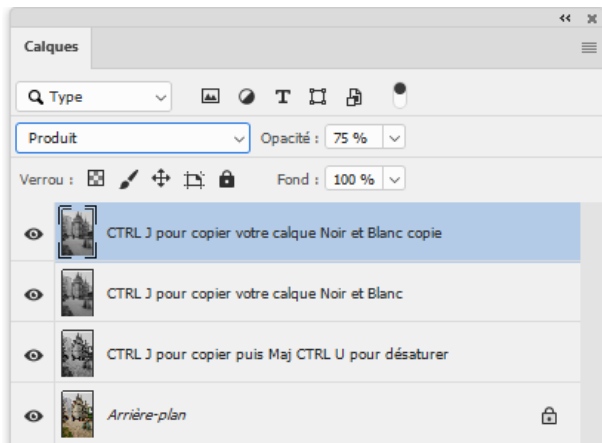 Calques
Type
Produit Opacité : 75 %
Verrou : Fond : 100 %
CTRL J pour copier votre calque Noir et Blanc copie
CTRL J pour copier votre calque Noir et Blanc
CTRL J pour copier puis Maj CTRL U pour désaturer
Arrière-plan